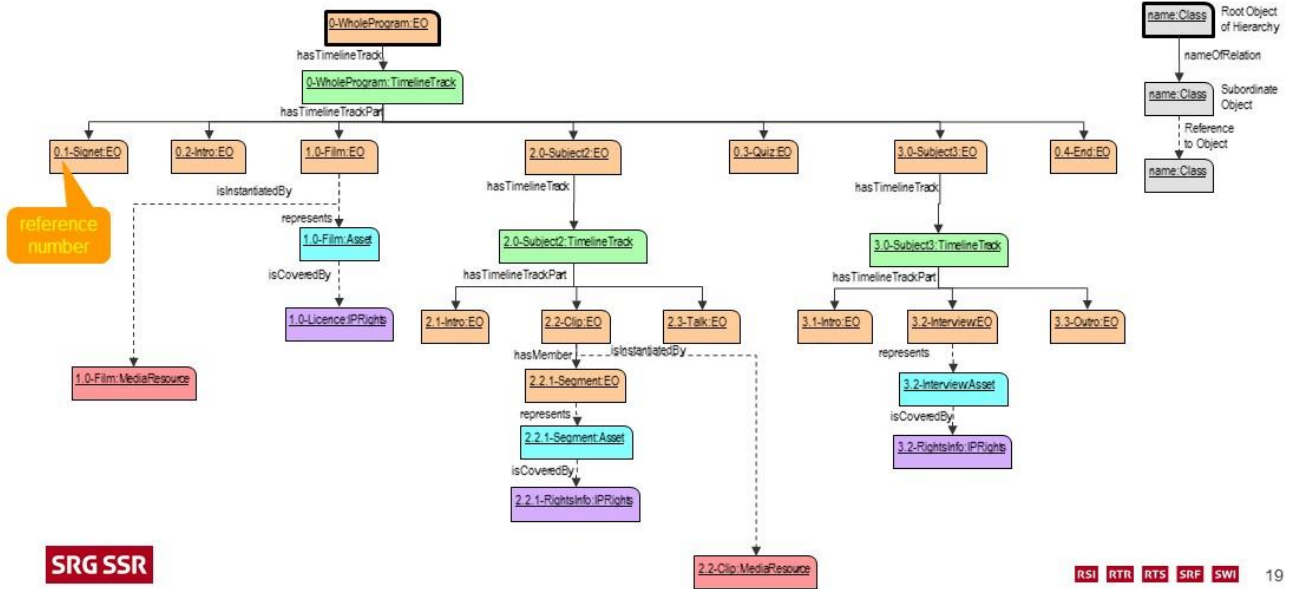 0-WholeProgram:EO
name:Class
Root Object
of Hierarchy
hasTimelineTrack
nameOfRelation
0-WholeProgram:TimelineTrack
name:Class
Subordinate
Object
hasTimelineTrackPart
Reference
to Object
0.1-Signet:EO
0.2-Intro:EO
1.0-Film:EO
2.0-Subject2:EO
0.3-Quiz:EO
3.0-Subject3:EO
0.4-End:EO
name:Class
isInstantiatedBy
hasTimelineTrack
hasTimelineTrack
reference
number
represents
1.0-Film:Asset
2.0-Subject2:TimelineTrack
3.0-Subject3:TimelineTrack
isCoveredBy
hasTimelineTrackPart
hasTimelineTrackPart
1.0-Licence:IPRights
2.1-Intro:EO
2.2-Clip:EO
2.3-Talk:EO
3.1-Intro:EO
3.2-Interview:EO
3.3-Outro:EO
hasMember
isInstantiatedBy
represents
1.0-Film:MediaResource
2.2.1-Segment:EO
3.2-Interview:Asset
represents
isCoveredBy
2.2.1-Segment:Asset
3.2-RightsInfo:IPRights
isCoveredBy
2.2.1-RightsInfo:IPRights
2.2-Clip:MediaResource
SRG SSR
RSI RTR RTS SRF SWI 19